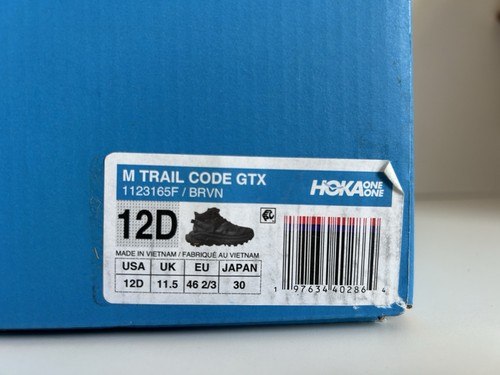 M TRAIL CODE GTX
1123165F / BRVN
HOKA ONE ONE
12D
MADE IN VIETNAM / FABRIQUÉ AU VIETNAM
USA UK EU JAPAN
12D 11.5 46 2/3 30
1 97634 40286 4